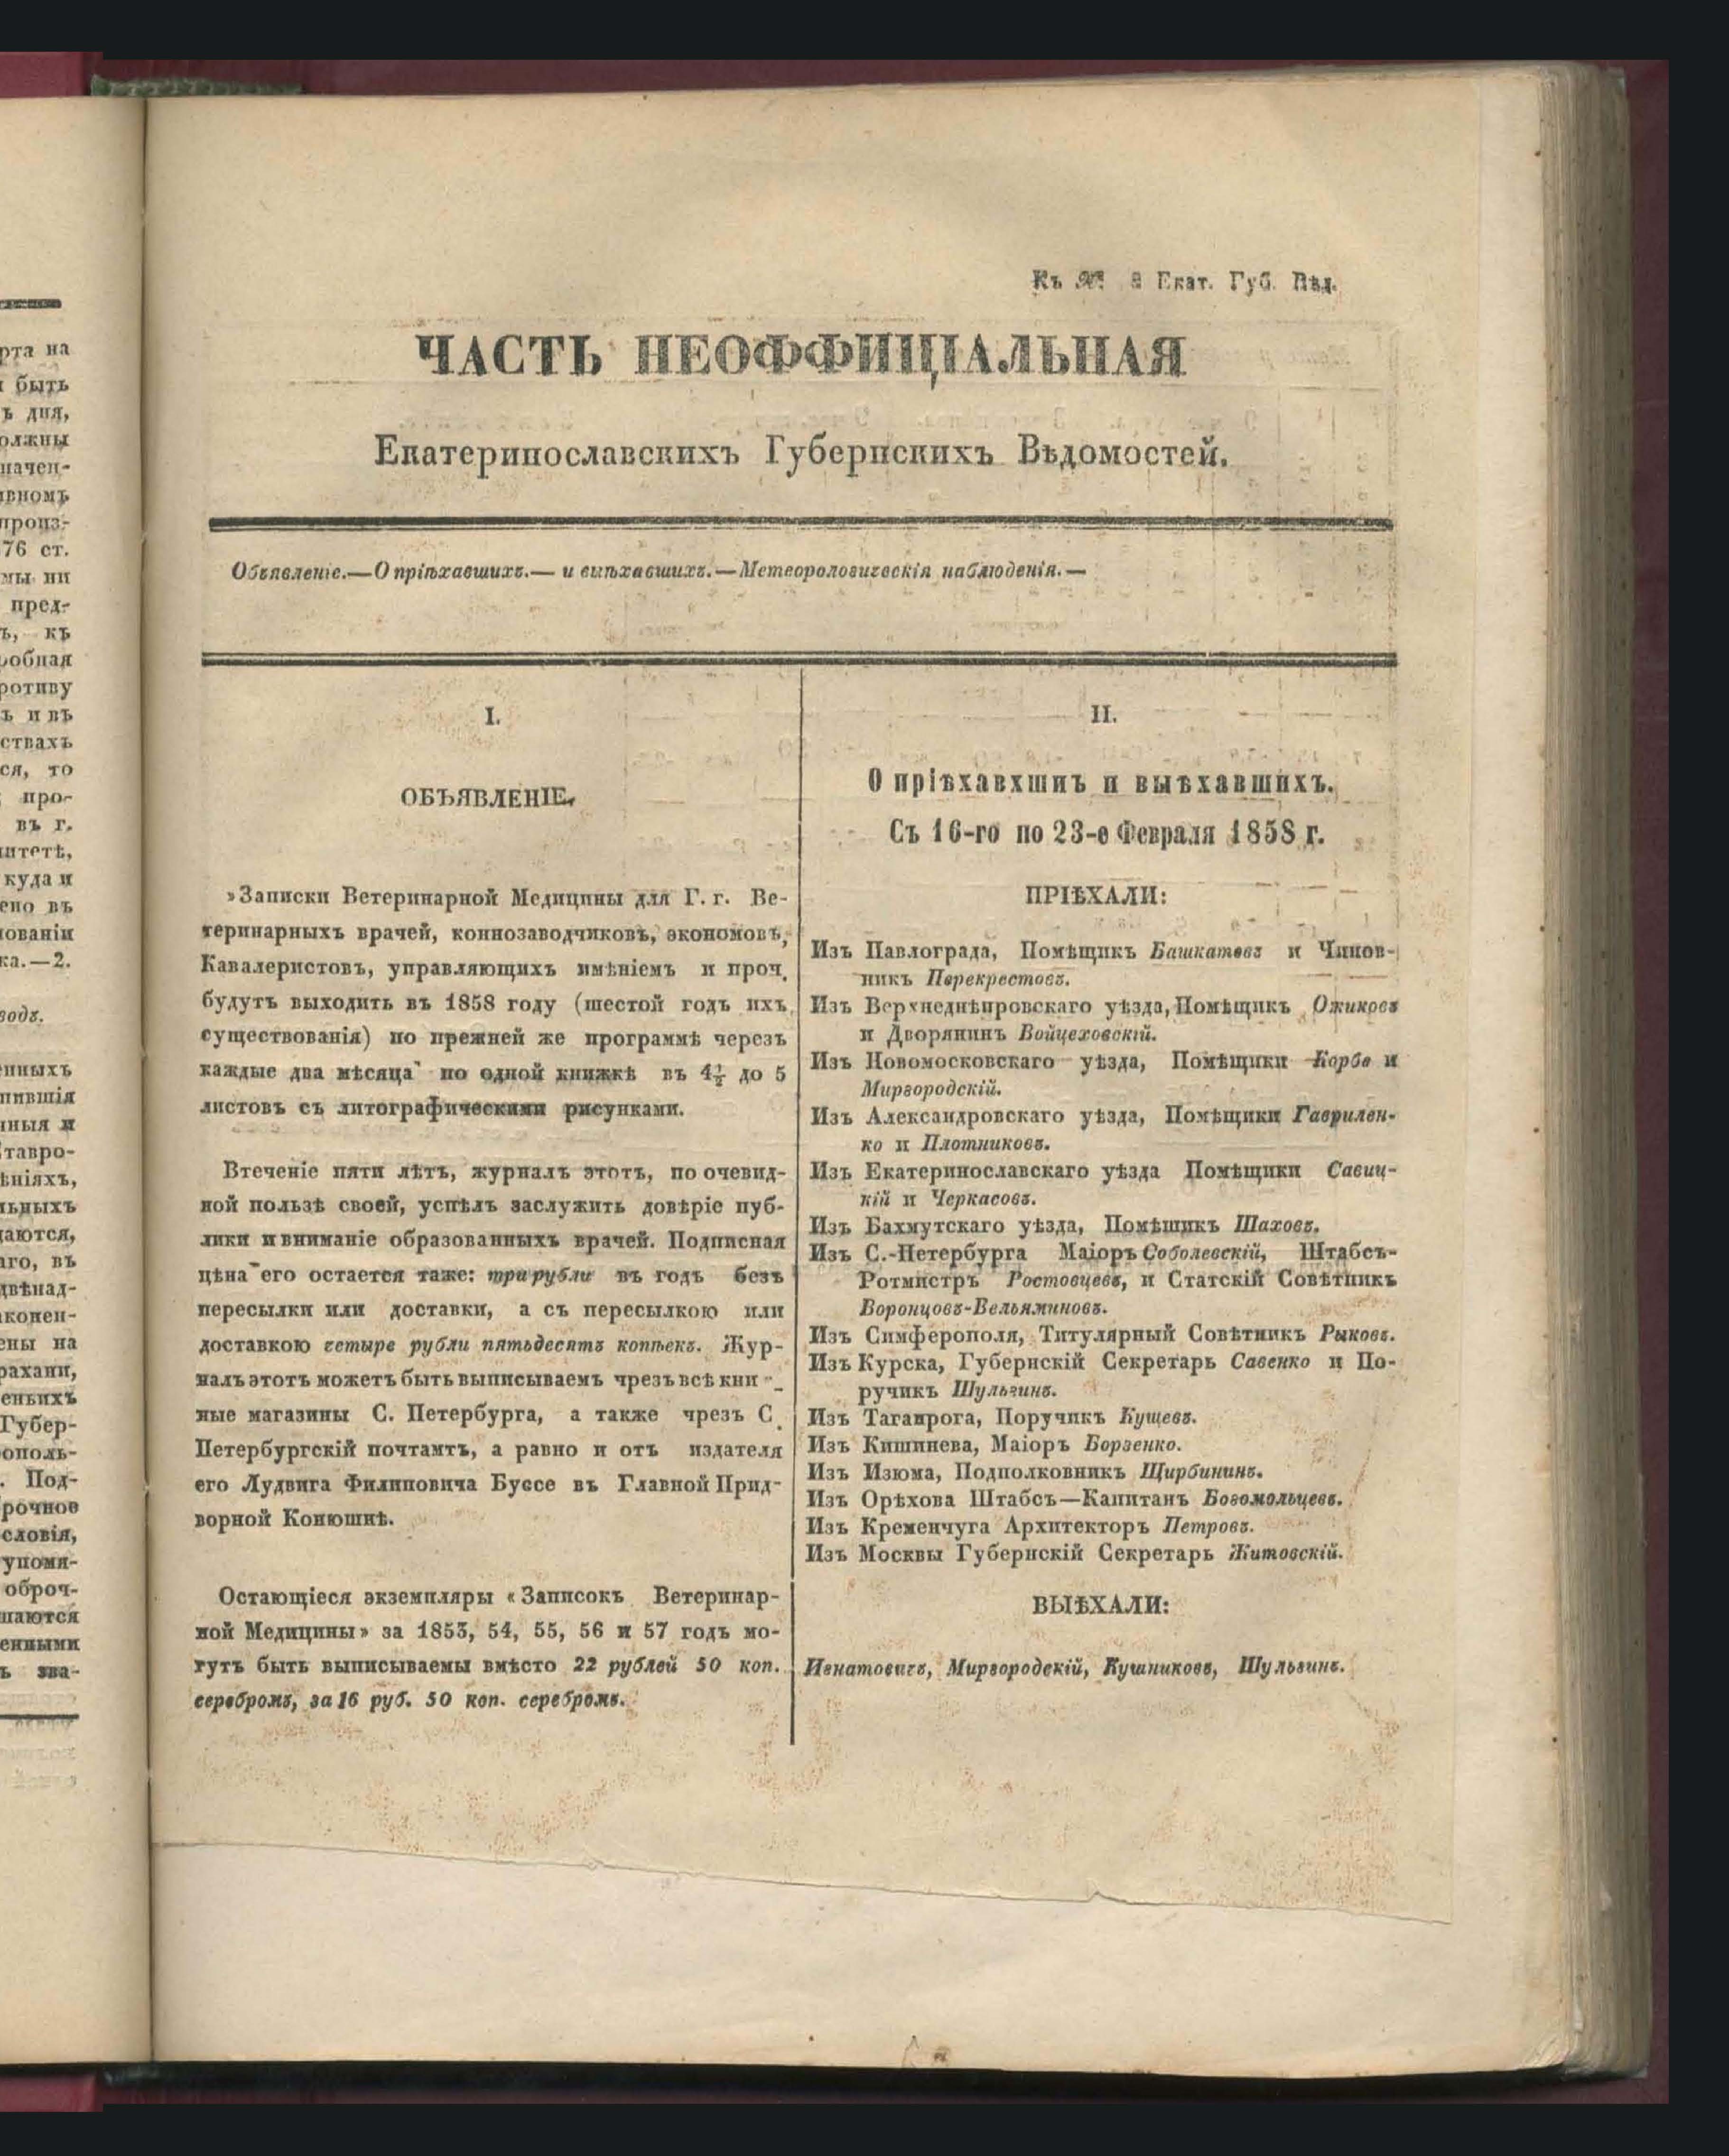 Къ № 8 Екат. Губ. Вѣд.
ЧАСТЬ НЕОФФИЦІАЛЬНАЯ
Екатеринославскихъ Губернскихъ Вѣдомостей.
Объявленіе.—О пріѣхавшихъ.— и выѣхавшихъ.—Метеорологическія наблюденія.—
I.
ОБЪЯВЛЕНІЕ.
»Записки Ветеринарной Медицины для Г. г. Ве-
теринарныхъ врачей, коннозаводчиковъ, экономовъ,
Кавалеристовъ, управляющихъ имѣніемъ и проч.
будутъ выходить въ 1858 году (шестой годъ ихъ
существованія) по прежней же программѣ черезъ
каждые два мѣсяца по одной книжкѣ въ 4½ до 5
листовъ съ литографическими рисунками.
Втеченіе пяти лѣтъ, журналъ этотъ, по очевид-
ной пользѣ своей, успѣлъ заслужить довѣріе пуб-
лики и вниманіе образованныхъ врачей. Подписная
цѣна его остается таже: три рубли въ годъ безъ
пересылки или доставки, а съ пересылкою или
доставкою четыре рубли пятьдесятъ копѣекъ. Жур-
налъ этотъ можетъ быть выписываемъ чрезъ всѣ кни-
ные магазины С. Петербурга, а также чрезъ С.
Петербургскій почтамтъ, а равно и отъ издателя
его Лудвига Филиповича Буссе въ Главной Прид-
ворной Конюшнѣ.
Остающіеся экземпляры «Записокъ Ветеринар-
ной Медицины» за 1853, 54, 55, 56 и 57 годъ мо-
гутъ быть выписываемы вмѣсто 22 рублей 50 коп.
серебромъ, за 16 руб. 50 коп. серебромъ.
II.
О пріѣхавхшиъ и выѣхавшихъ.
Съ 16-го по 23-е Февраля 1858 г.
ПРІѢХАЛИ:
Изъ Павлограда, Помѣщикъ Башкатовъ и Чинов-
никъ Перекрестовъ.
Изъ Верхнеднѣпровскаго уѣзда, Помѣщикъ Ожиковъ
и Дворянинъ Войцеховскій.
Изъ Новомосковскаго уѣзда, Помѣщики Корбе и
Миргородскій.
Изъ Александровскаго уѣзда, Помѣщики Гаврилен-
ко и Плотниковъ.
Изъ Екатеринославскаго уѣзда Помѣщики Савиц-
кій и Черкасовъ.
Изъ Бахмутскаго уѣзда, Помѣщикъ Шаховъ.
Изъ С.-Петербурга Маіоръ Соболевскій, Штабсъ-
Ротмистръ Ростовцевъ, и Статскій Совѣтникъ
Воронцовъ-Вельяминовъ.
Изъ Симферополя, Титулярный Совѣтникъ Рыковъ.
Изъ Курска, Губернскій Секретарь Савенко и По-
ручикъ Шульгинъ.
Изъ Таганрога, Поручикъ Кущевъ.
Изъ Кишинева, Маіоръ Борзенко.
Изъ Изюма, Подполковникъ Щирбининъ.
Изъ Орѣхова Штабсъ—Капитанъ Богомольцевъ.
Изъ Кременчуга Архитекторъ Петровъ.
Изъ Москвы Губернскій Секретарь Житовскій.
ВЫѢХАЛИ:
Игнатовичъ, Миргородскій, Кушниковъ, Шульгинъ.